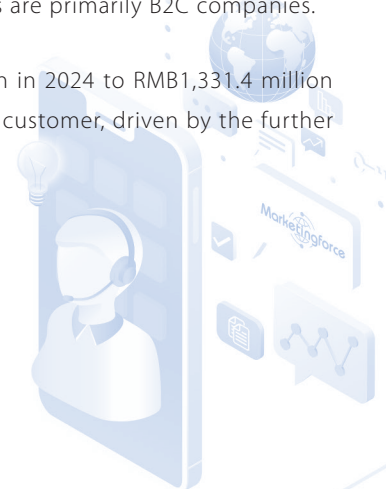 s are primarily B2C companies.
n in 2024 to RMB1,331.4 million
customer, driven by the further
Marketingforce